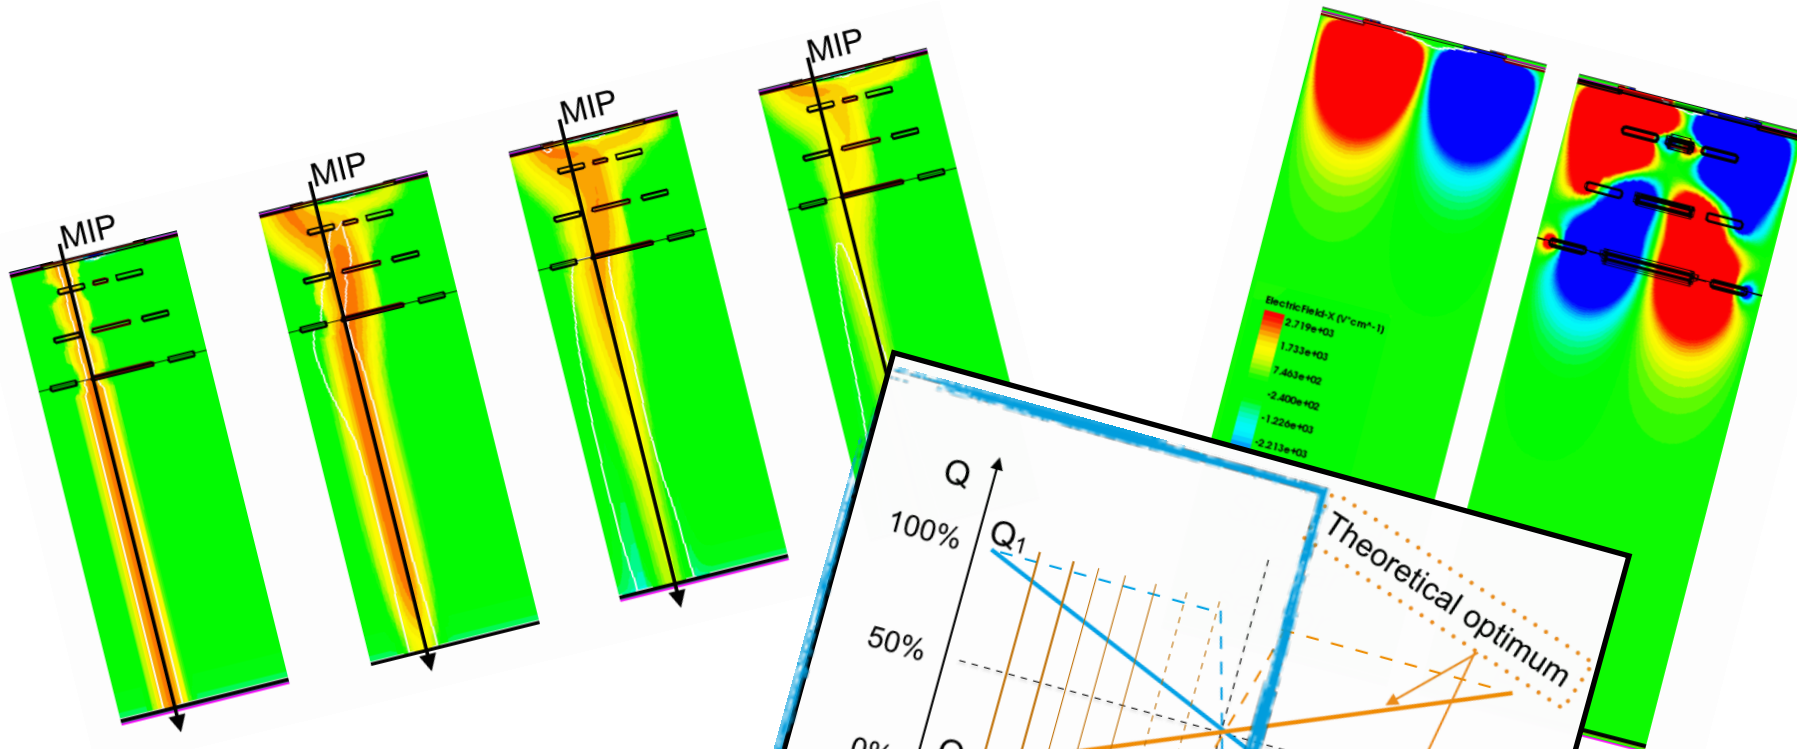 MIP
MIP
MIP
MIP
ElectricField-X (V*cm^-1)
2.719e+03
1.733e+03
7.463e+02
-2.400e+02
-1.226e+03
-2.213e+03
Q
100%
Q1
50%
0%
Theoretical optimum